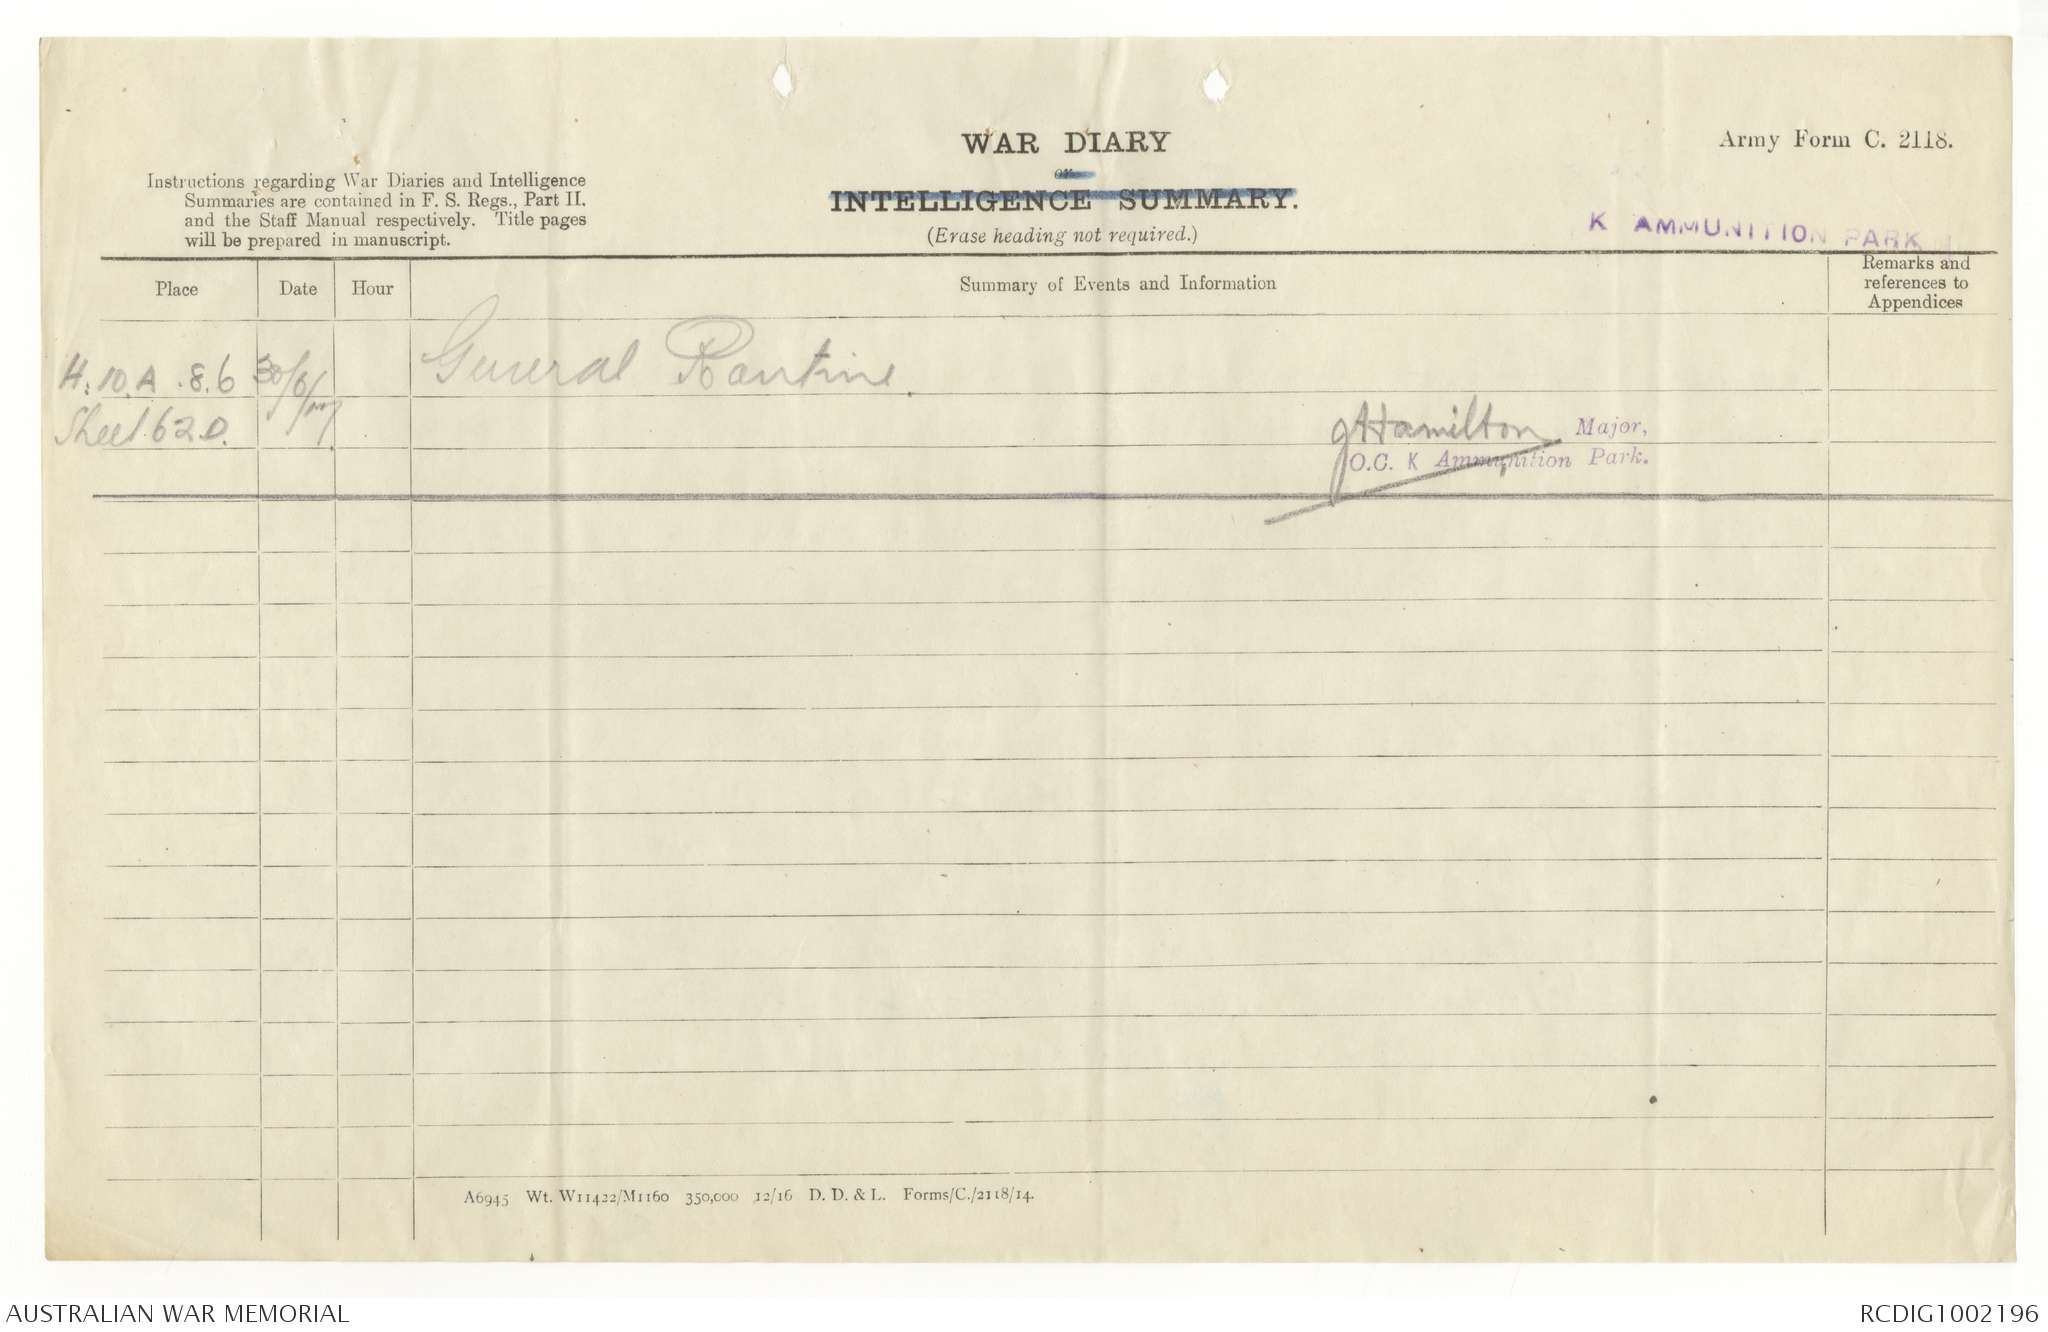 WAR DIARY
or
INTELLIGENCE SUMMARY.
(Erase heading not required.)
Army Form C. 2118.
Instructions regarding War Diaries and Intelligence
Summaries are contained in F. S. Regs., Part II.
and the Staff Manual respectively. Title pages
will be prepared in manuscript.
K AMMUNITION PARK
Place
Date
Hour
Summary of Events and Information
Remarks and
references to
Appendices
H. 10. A. 8.6
Sheet 62 D.
30/6/17
General Routine.
JAHamilton Major,
O.C. K Ammunition Park.
A6945 Wt. W11422/M1160 350,000 12/16 D. D. & L. Forms/C./2118/14.
AUSTRALIAN WAR MEMORIAL
RCDIG1002196